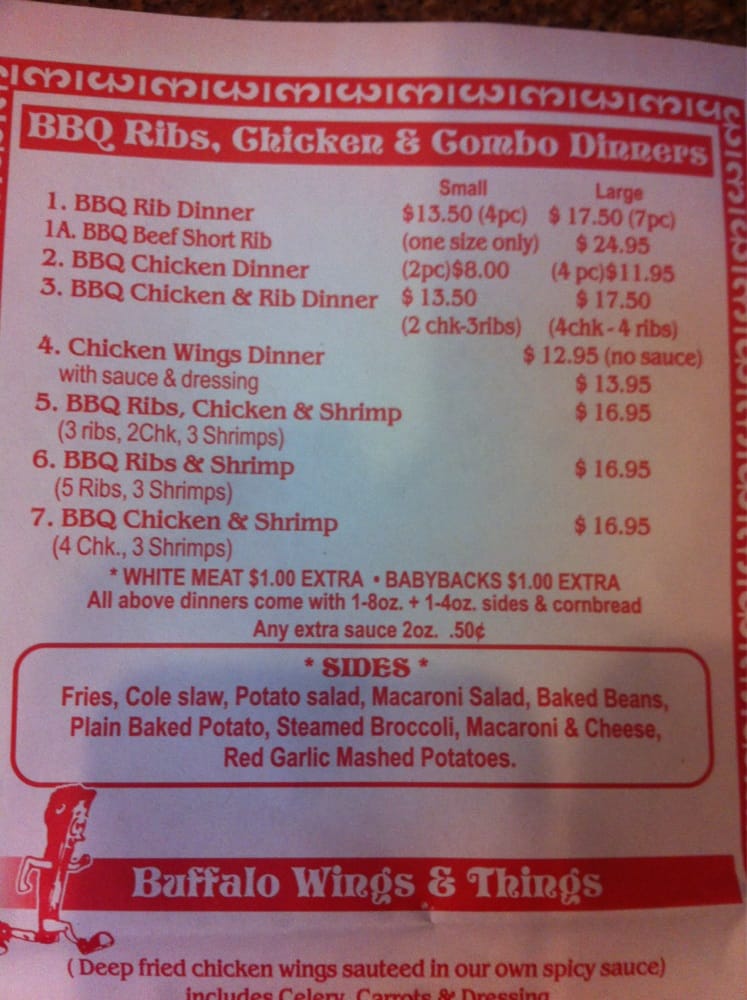 BBQ Ribs, Chicken & Combo Dinners
Small Large
1. BBQ Rib Dinner $13.50 (4pc) $ 17.50 (7pc)
1A. BBQ Beef Short Rib (one size only) $ 24.95
2. BBQ Chicken Dinner (2pc)$8.00 (4 pc)$11.95
3. BBQ Chicken & Rib Dinner $ 13.50 $ 17.50
(2 chk-3ribs) (4chk - 4 ribs)
4. Chicken Wings Dinner $ 12.95 (no sauce)
with sauce & dressing $ 13.95
5. BBQ Ribs, Chicken & Shrimp $ 16.95
(3 ribs, 2Chk, 3 Shrimps)
6. BBQ Ribs & Shrimp $ 16.95
(5 Ribs, 3 Shrimps)
7. BBQ Chicken & Shrimp $ 16.95
(4 Chk., 3 Shrimps)
* WHITE MEAT $1.00 EXTRA • BABYBACKS $1.00 EXTRA
All above dinners come with 1-8oz. + 1-4oz. sides & cornbread
Any extra sauce 2oz. .50¢
* SIDES *
Fries, Cole slaw, Potato salad, Macaroni Salad, Baked Beans,
Plain Baked Potato, Steamed Broccoli, Macaroni & Cheese,
Red Garlic Mashed Potatoes.
Buffalo Wings & Things
( Deep fried chicken wings sauteed in our own spicy sauce)
includes Celery, Carrots & Dressing